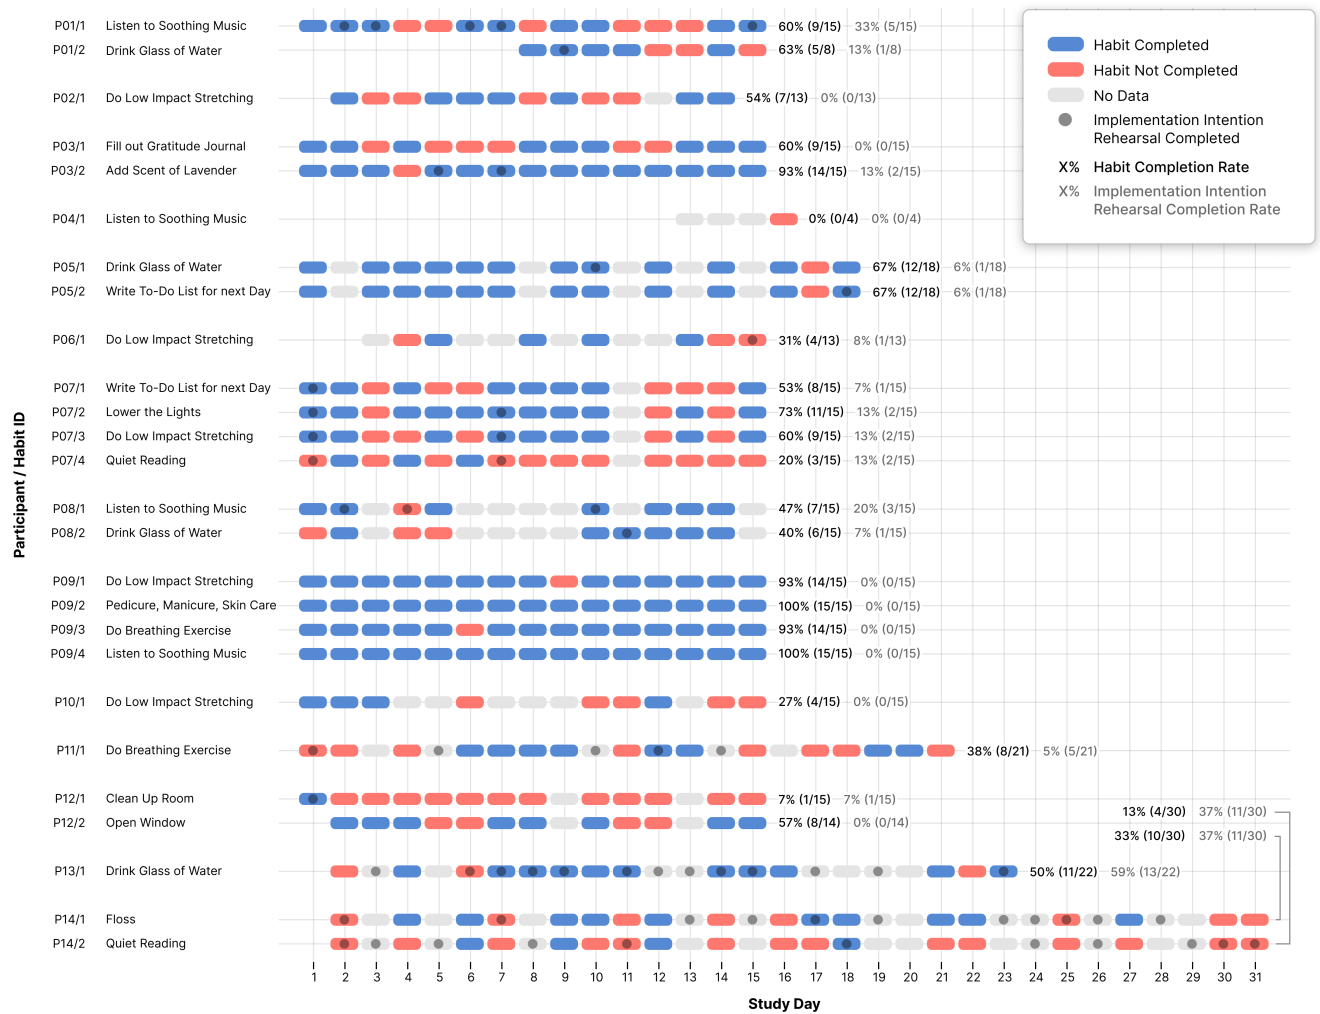 P01/1 Listen to Soothing Music 60% (9/15) 33% (5/15)
P01/2 Drink Glass of Water 63% (5/8) 13% (1/8)
P02/1 Do Low Impact Stretching 54% (7/13) 0% (0/13)
P03/1 Fill out Gratitude Journal 60% (9/15) 0% (0/15)
P03/2 Add Scent of Lavender 93% (14/15) 13% (2/15)
P04/1 Listen to Soothing Music 0% (0/4) 0% (0/4)
P05/1 Drink Glass of Water 67% (12/18) 6% (1/18)
P05/2 Write To-Do List for next Day 67% (12/18) 6% (1/18)
P06/1 Do Low Impact Stretching 31% (4/13) 8% (1/13)
P07/1 Write To-Do List for next Day 53% (8/15) 7% (1/15)
P07/2 Lower the Lights 73% (11/15) 13% (2/15)
P07/3 Do Low Impact Stretching 60% (9/15) 13% (2/15)
P07/4 Quiet Reading 20% (3/15) 13% (2/15)
P08/1 Listen to Soothing Music 47% (7/15) 20% (3/15)
P08/2 Drink Glass of Water 40% (6/15) 7% (1/15)
P09/1 Do Low Impact Stretching 93% (14/15) 0% (0/15)
P09/2 Pedicure, Manicure, Skin Care 100% (15/15) 0% (0/15)
P09/3 Do Breathing Exercise 93% (14/15) 0% (0/15)
P09/4 Listen to Soothing Music 100% (15/15) 0% (0/15)
P10/1 Do Low Impact Stretching 27% (4/15) 0% (0/15)
P11/1 Do Breathing Exercise 38% (8/21) 5% (5/21)
P12/1 Clean Up Room 7% (1/15) 7% (1/15)
13% (4/30) 37% (11/30)
P12/2 Open Window 57% (8/14) 0% (0/14)
33% (10/30) 37% (11/30)
P13/1 Drink Glass of Water 50% (11/22) 59% (13/22)
P14/1 Floss
P14/2 Quiet Reading
1 2 3 4 5 6 7 8 9 10 11 12 13 14 15 16 17 18 19 20 21 22 23 24 25 26 27 28 29 30 31
Study Day
Participant / Habit ID
Habit Completed
Habit Not Completed
No Data
Implementation Intention
Rehearsal Completed
X% Habit Completion Rate
X% Implementation Intention
Rehearsal Completion Rate